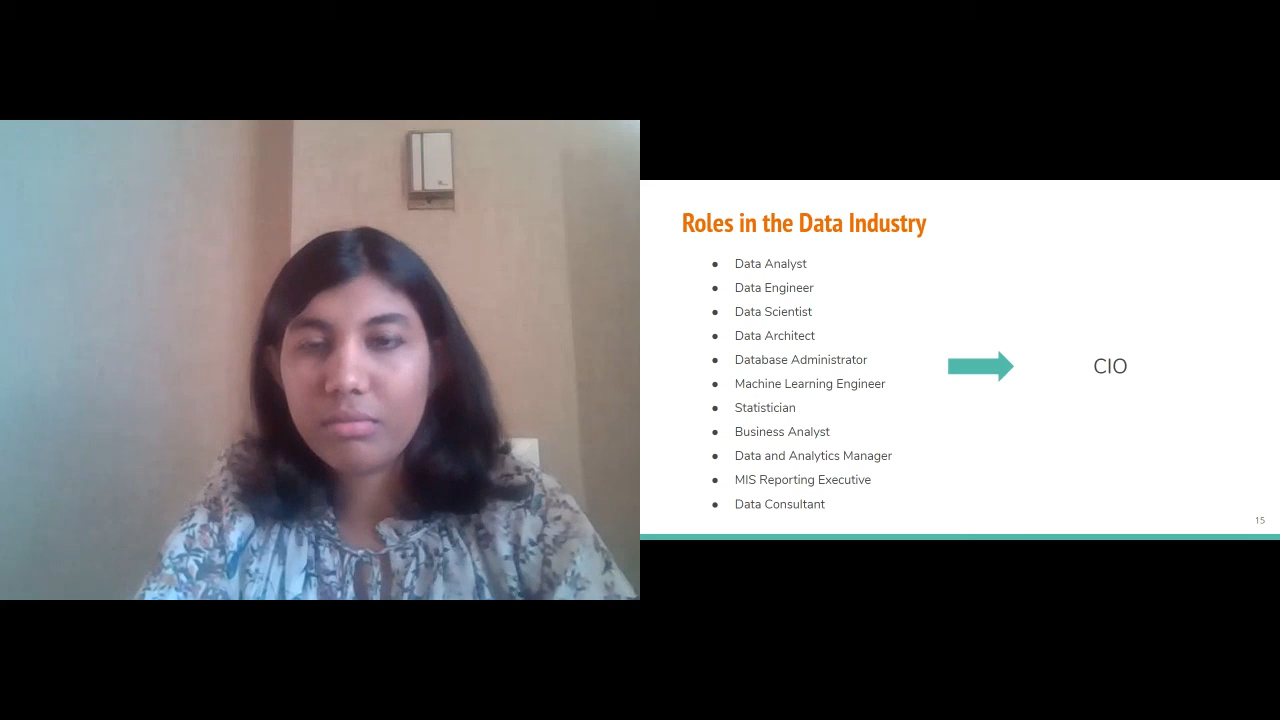 Roles in the Data Industry
● Data Analyst
● Data Engineer
● Data Scientist
● Data Architect
● Database Administrator
● Machine Learning Engineer
● Statistician
● Business Analyst
● Data and Analytics Manager
● MIS Reporting Executive
● Data Consultant
CIO
15